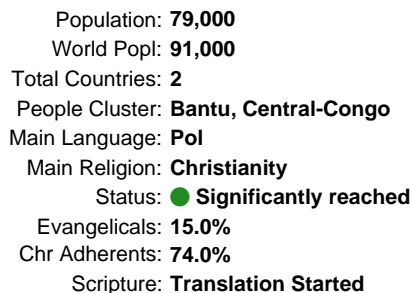 Population: 79,000
World Popl: 91,000
Total Countries: 2
People Cluster: Bantu, Central-Congo
Main Language: Pol
Main Religion: Christianity
Status: Significantly reached
Evangelicals: 15.0%
Chr Adherents: 74.0%
Scripture: Translation Started